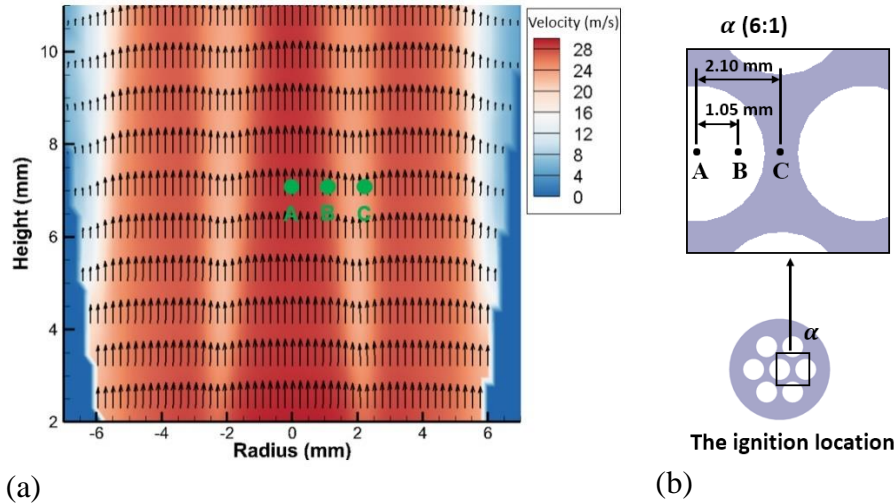 Velocity (m/s)
28
24
20
16
12
8
4
0
10
8
6
4
2
Height (mm)
A B C
-6 -4 -2 0 2 4 6
Radius (mm)
(a)
α (6:1)
2.10 mm
1.05 mm
A B C
α
The ignition location
(b)